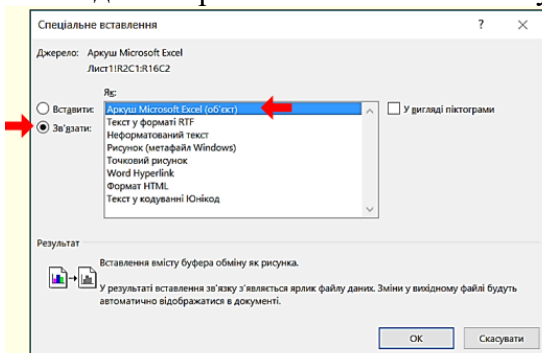 Спеціальне вставлення ? ×
Джерело: Аркуш Microsoft Excel
Лист1!R2C1:R16C2
Як:
Вставити:
Зв'язати:
Аркуш Microsoft Excel (об'єкт)
Текст у форматі RTF
Неформатований текст
Рисунок (метафайл Windows)
Точковий рисунок
Word Hyperlink
Формат HTML
Текст у кодуванні Юнікод
У вигляді піктограми
Результат
Вставлення вмісту буфера обміну як рисунка.
У результаті вставлення зв'язку з'являється ярлик файлу даних. Зміни у вихідному файлі будуть
автоматично відображатися в документі.
ОК Скасувати